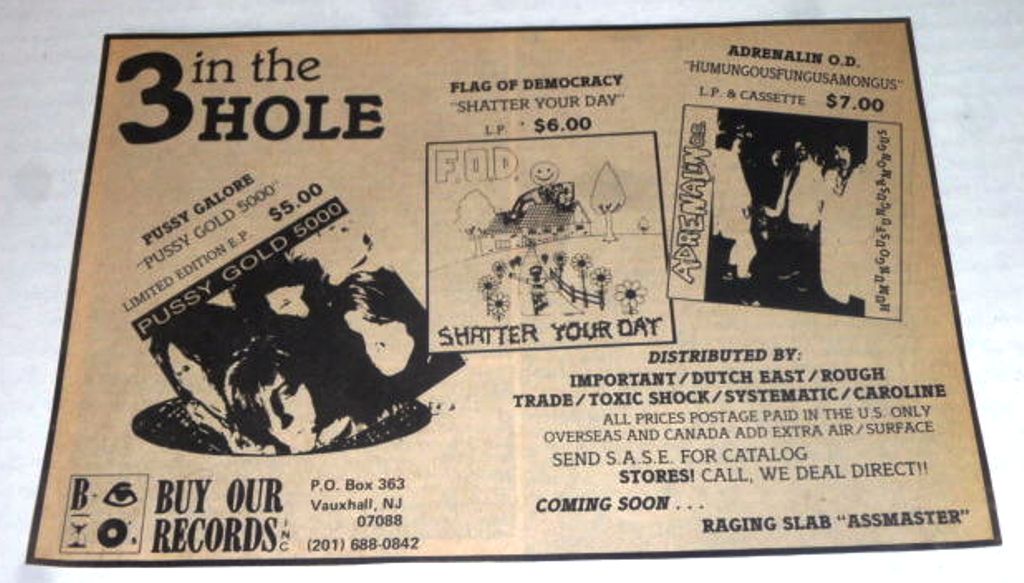 3 in the
HOLE
PUSSY GALORE
"PUSSY GOLD 5000"
LIMITED EDITION E.P. $5.00
PUSSY GOLD 5000
FLAG OF DEMOCRACY
"SHATTER YOUR DAY"
L.P. $6.00
F.O.D.
SHATTER YOUR DAY
ADRENALIN O.D.
"HUMUNGOUSFUNGUSAMONGUS"
L.P. & CASSETTE $7.00
ADRENALIN O.D.
HUMUNGOUSFUNGUSAMONGUS
DISTRIBUTED BY:
IMPORTANT/DUTCH EAST/ROUGH
TRADE/TOXIC SHOCK/SYSTEMATIC/CAROLINE
ALL PRICES POSTAGE PAID IN THE U.S. ONLY
OVERSEAS AND CANADA ADD EXTRA AIR/SURFACE
SEND S.A.S.E. FOR CATALOG
STORES! CALL, WE DEAL DIRECT!!
COMING SOON . . .
RAGING SLAB "ASSMASTER"
B
BUY OUR
RECORDS INC
P.O. Box 363
Vauxhall, NJ
07088
(201) 688-0842